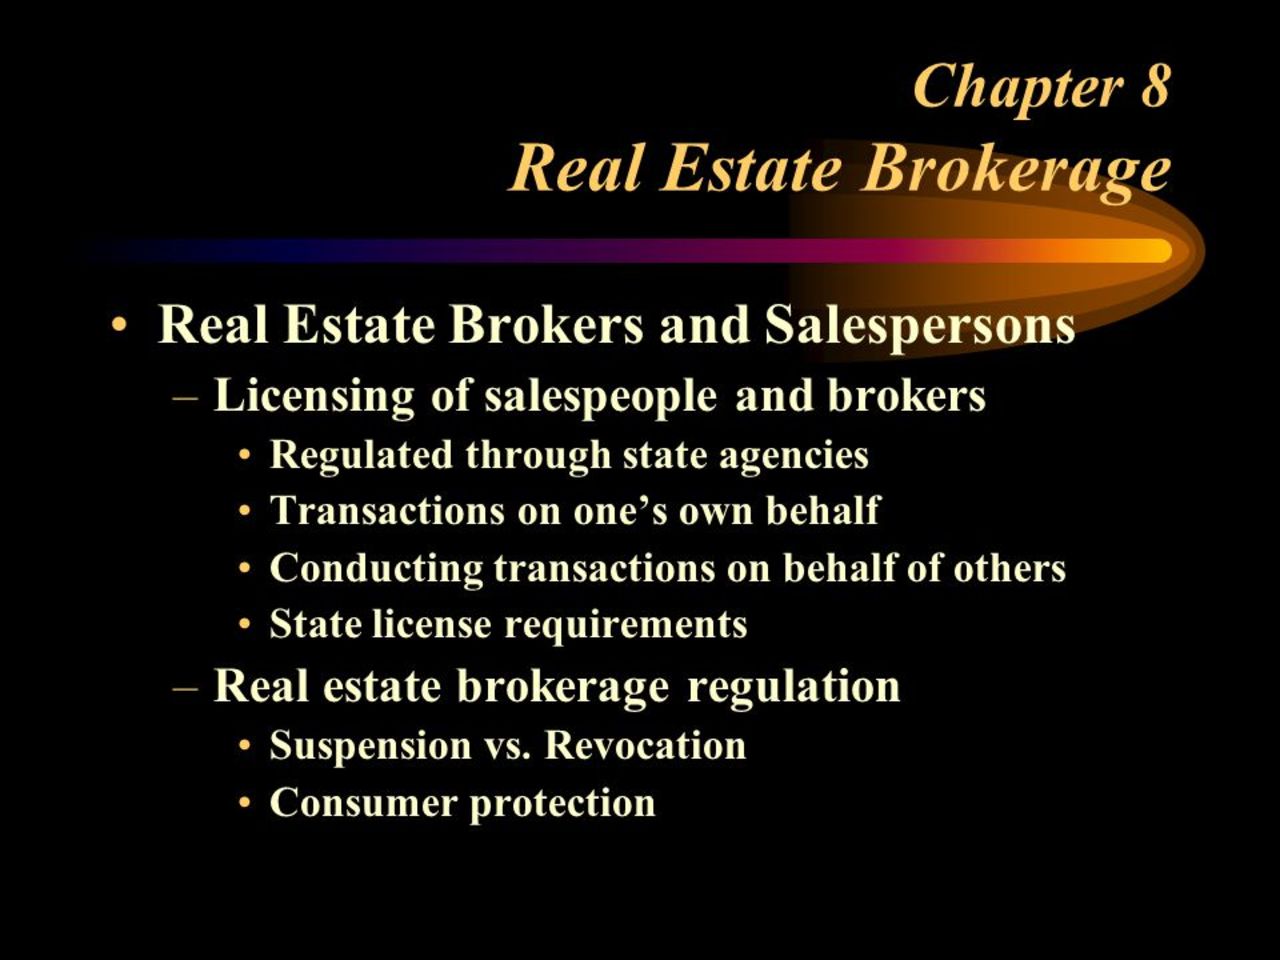 Chapter 8
Real Estate Brokerage
• Real Estate Brokers and Salespersons
– Licensing of salespeople and brokers
• Regulated through state agencies
• Transactions on one’s own behalf
• Conducting transactions on behalf of others
• State license requirements
– Real estate brokerage regulation
• Suspension vs. Revocation
• Consumer protection